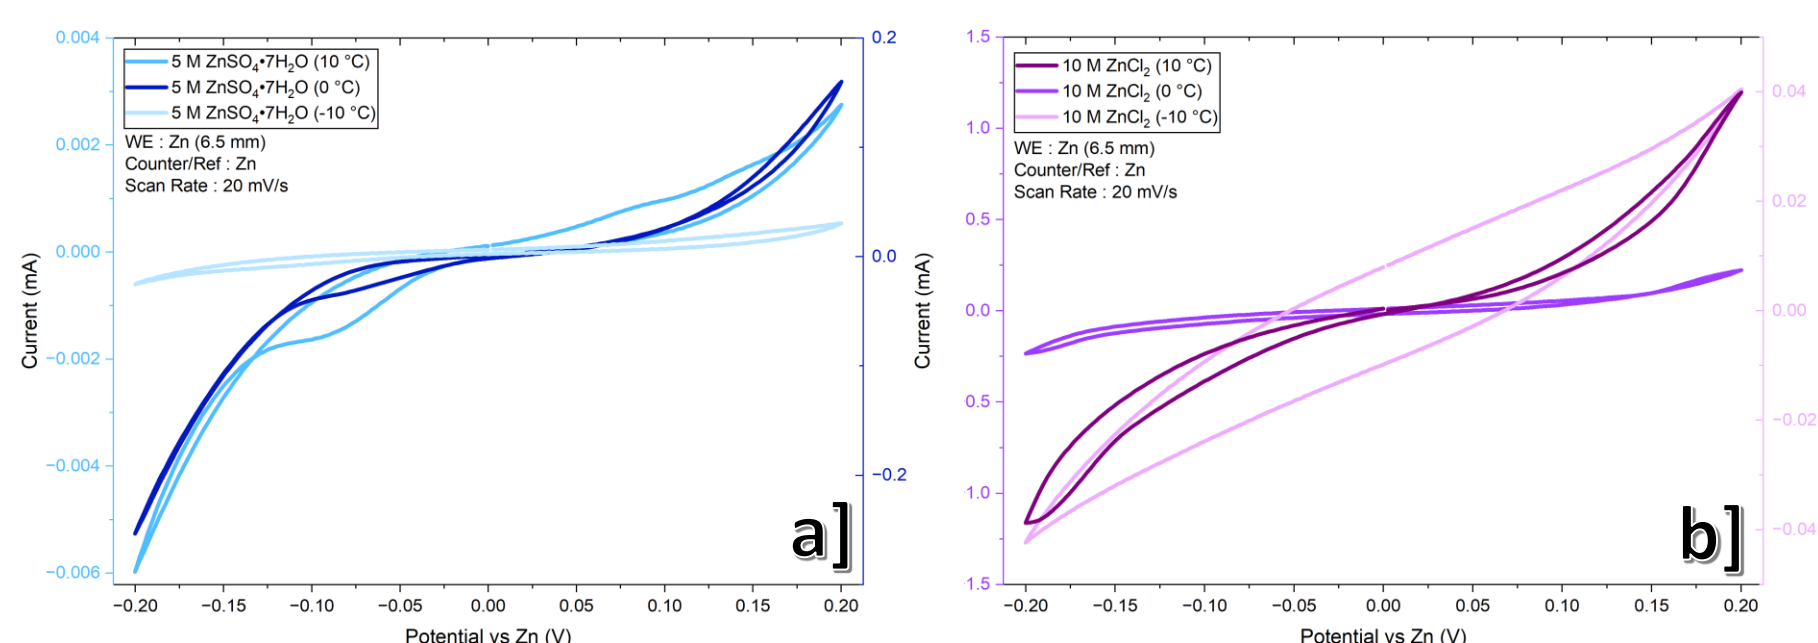 0.004
0.002
0.000
−0.002
−0.004
−0.006
Current (mA)
5 M ZnSO₄•7H₂O (10 °C)
5 M ZnSO₄•7H₂O (0 °C)
5 M ZnSO₄•7H₂O (-10 °C)
WE : Zn (6.5 mm)
Counter/Ref : Zn
Scan Rate : 20 mV/s
0.2
0.0
−0.2
a]
−0.20 −0.15 −0.10 −0.05 0.00 0.05 0.10 0.15 0.20
Potential vs Zn (V)
1.5
1.0
0.5
0.0
0.5
1.0
1.5
Current (mA)
10 M ZnCl₂ (10 °C)
10 M ZnCl₂ (0 °C)
10 M ZnCl₂ (-10 °C)
WE : Zn (6.5 mm)
Counter/Ref : Zn
Scan Rate : 20 mV/s
0.04
0.02
0.00
−0.02
−0.04
b]
−0.20 −0.15 −0.10 −0.05 0.00 0.05 0.10 0.15 0.20
Potential vs Zn (V)